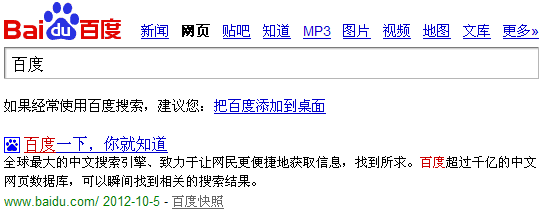 Bai du 百度 新闻 网页 贴吧 知道 MP3 图片 视频 地图 文库 更多»
百度
如果经常使用百度搜索，建议您：把百度添加到桌面
百度一下，你就知道
全球最大的中文搜索引擎、致力于让网民更便捷地获取信息，找到所求。百度超过千亿的中文
网页数据库，可以瞬间找到相关的搜索结果。
www.baidu.com/ 2012-10-5 - 百度快照